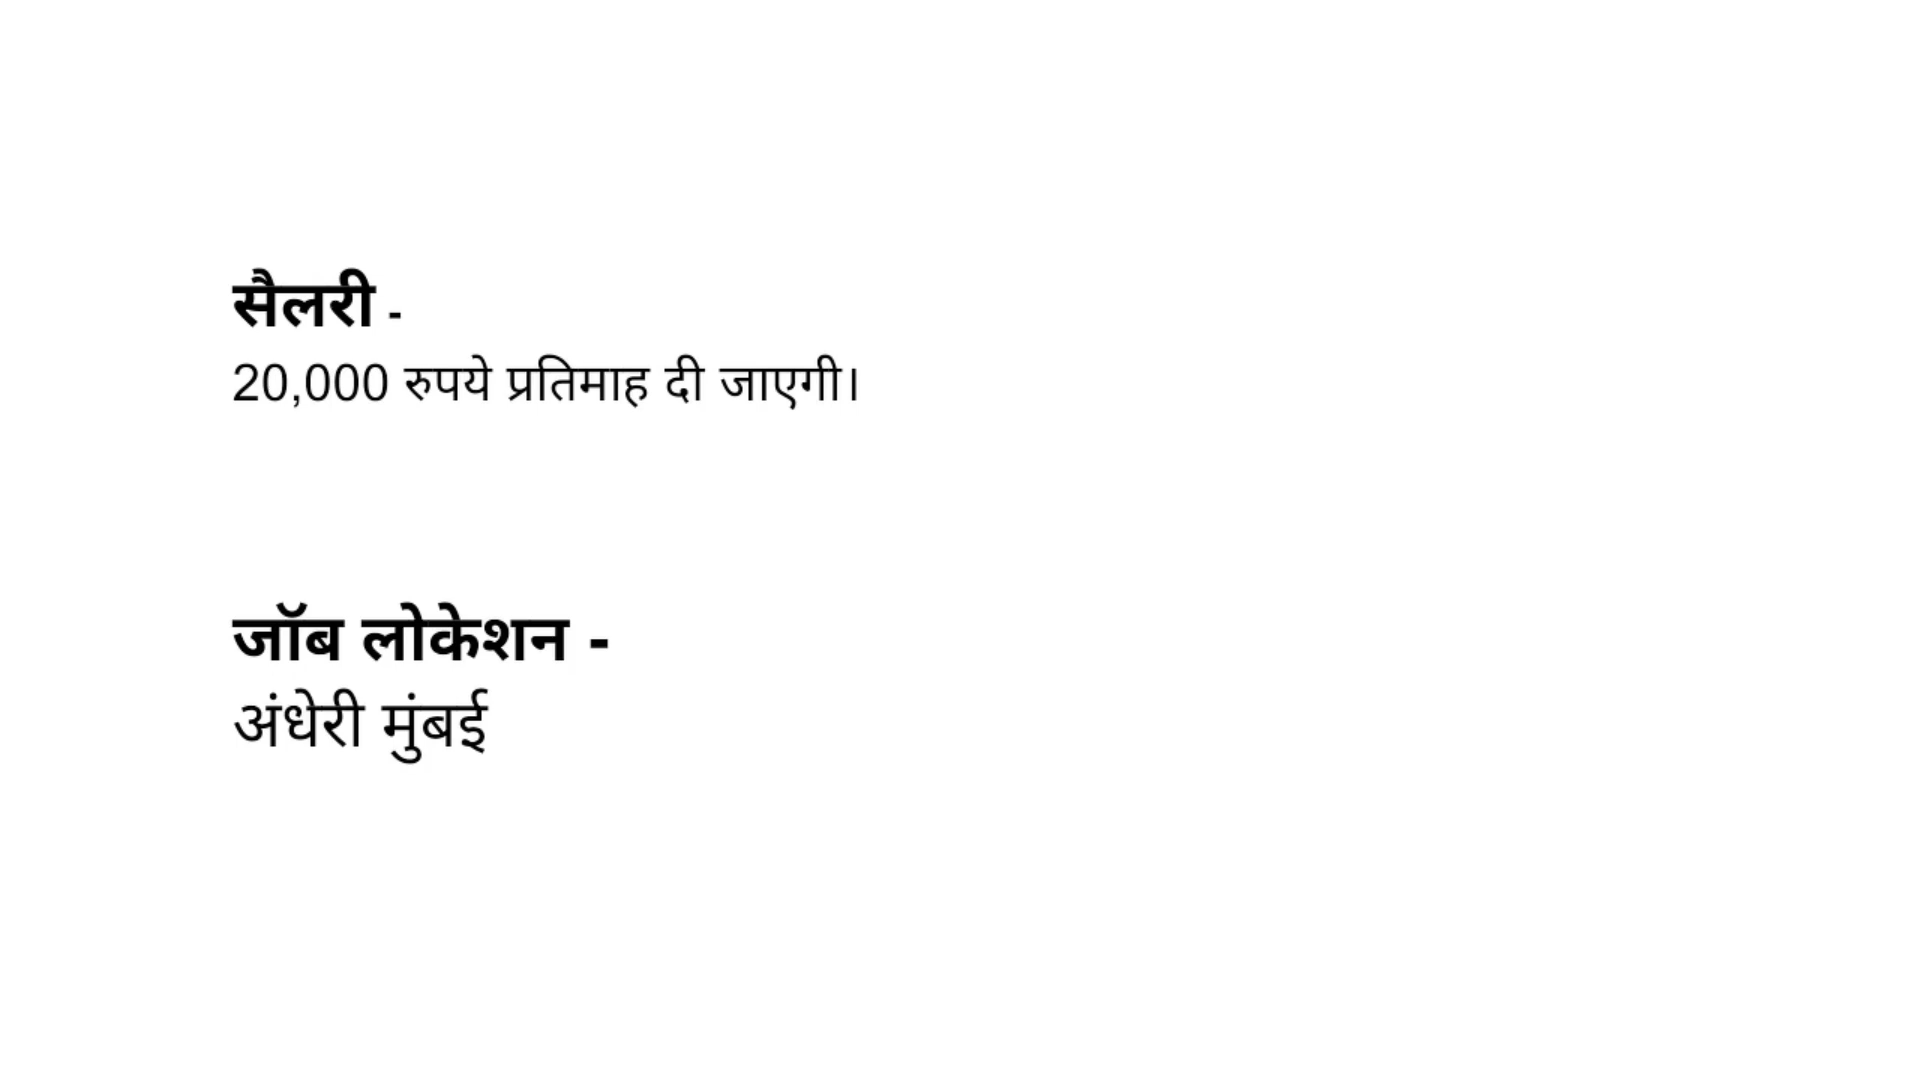 सैलरी -
20,000 रुपये प्रतिमाह दी जाएगी।
जॉब लोकेशन -
अंधेरी मुंबई